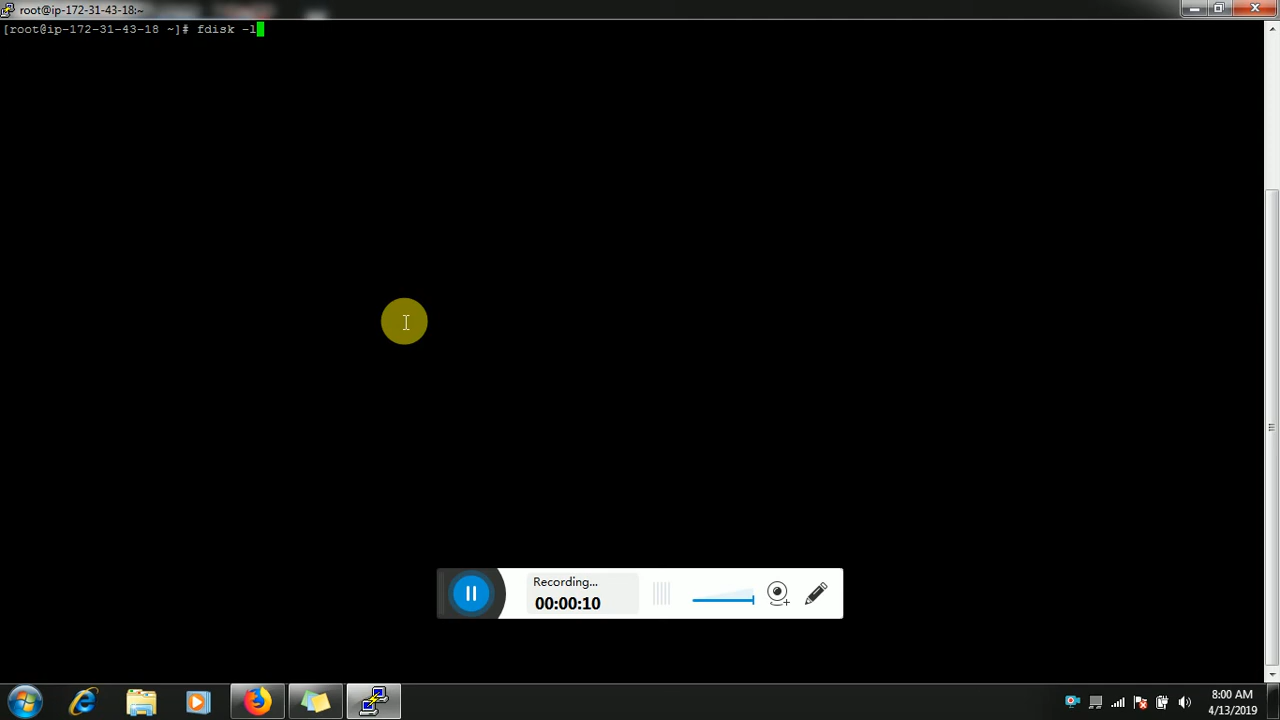 root@ip-172-31-43-18:~
[root@ip-172-31-43-18 ~]# fdisk -l
Recording...
00:00:10
8:00 AM
4/13/2019